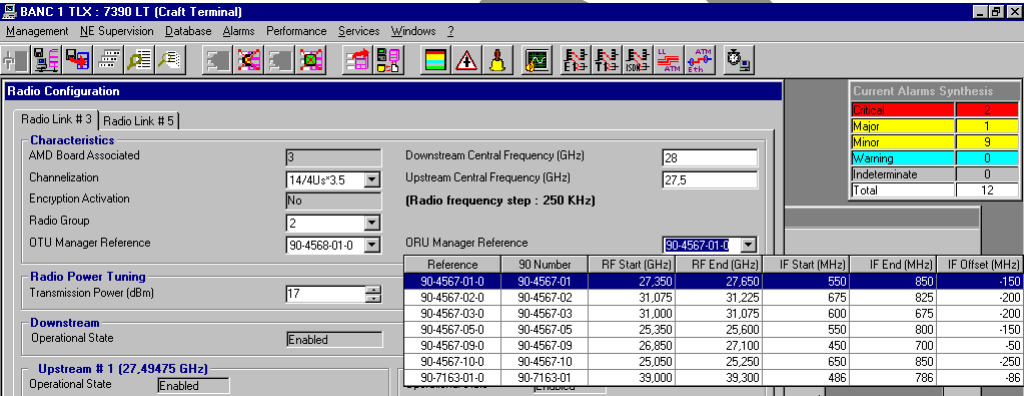 BANC 1 TLX : 7390 LT (Craft Terminal)
Management NE Supervision Database Alarms Performance Services Windows ?
E1 T1 ISDN LL ATM ATM Eth
Radio Configuration
Current Alarms Synthesis
Critical 2
Major 1
Minor 9
Warning 0
Indeterminate 0
Total 12
Radio Link # 3 Radio Link # 5
Characteristics
AMD Board Associated 3 Downstream Central Frequency (GHz) 28
Channelization 14/4Us*3.5 Upstream Central Frequency (GHz) 27,5
Encryption Activation No (Radio frequency step : 250 KHz)
Radio Group 2
OTU Manager Reference 90-4568-01-0 ORU Manager Reference 90-4567-01-0
Reference 90 Number RF Start (GHz) RF End (GHz) IF Start (MHz) IF End (MHz) IF Offset (MHz)
90-4567-01-0 90-4567-01 27,350 27,650 550 850 -150
90-4567-02-0 90-4567-02 31,075 31,225 675 825 -200
90-4567-03-0 90-4567-03 31,000 31,075 600 675 -200
90-4567-05-0 90-4567-05 25,350 25,600 550 800 -150
90-4567-09-0 90-4567-09 26,850 27,100 450 700 -50
90-4567-10-0 90-4567-10 25,050 25,250 650 850 -250
90-7163-01-0 90-7163-01 39,000 39,300 486 786 -86
Radio Power Tuning
Transmission Power (dBm) 17
Downstream
Operational State Enabled
Upstream # 1 (27,49475 GHz)
Operational State Enabled